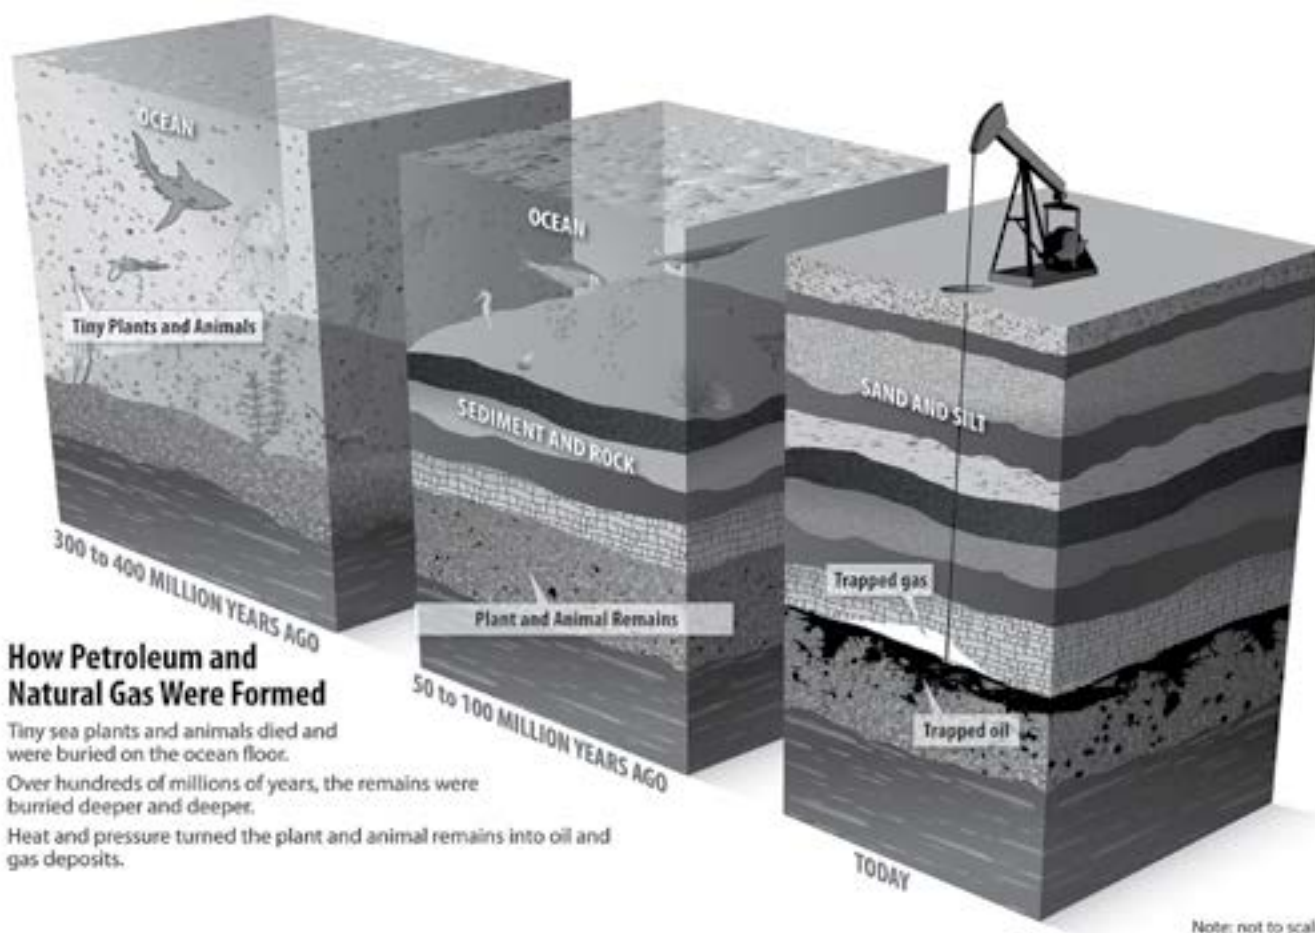 OCEAN
Tiny Plants and Animals
300 to 400 MILLION YEARS AGO
OCEAN
SEDIMENT AND ROCK
Plant and Animal Remains
50 to 100 MILLION YEARS AGO
SAND AND SILT
Trapped gas
Trapped oil
TODAY
How Petroleum and
Natural Gas Were Formed
Tiny sea plants and animals died and
were buried on the ocean floor.
Over hundreds of millions of years, the remains were
burried deeper and deeper.
Heat and pressure turned the plant and animal remains into oil and
gas deposits.
Note: not to scal